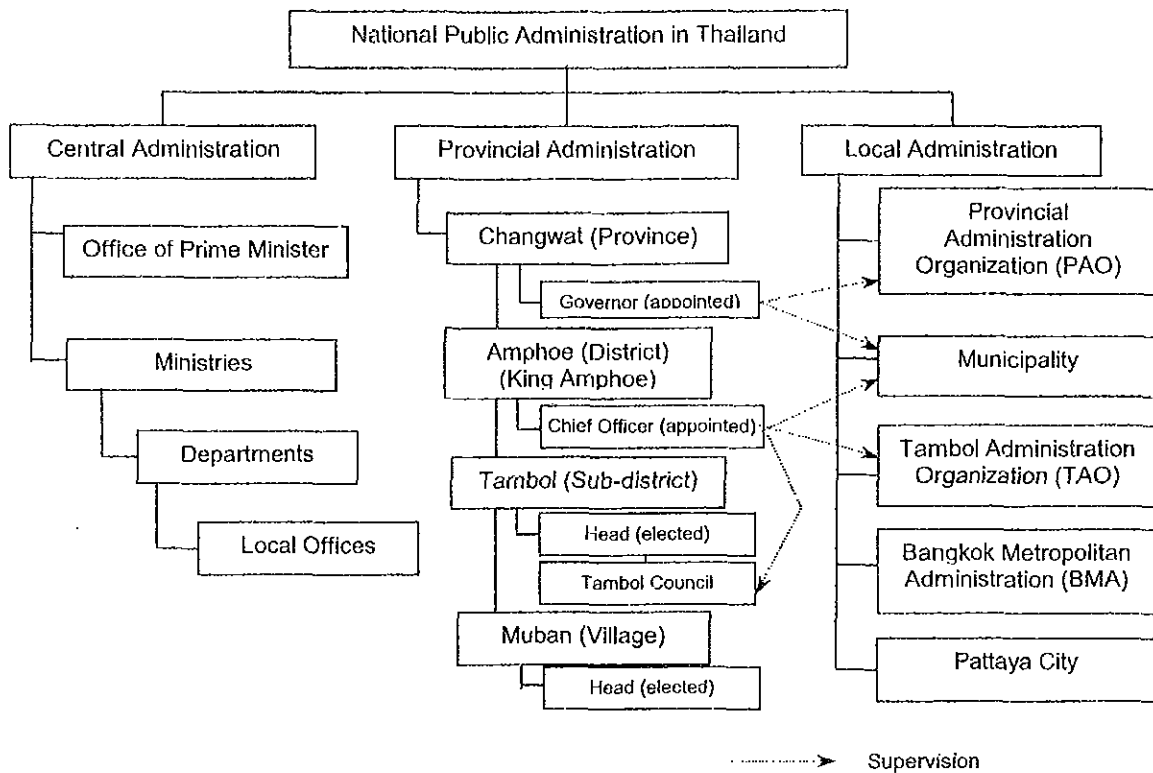 National Public Administration in Thailand
Central Administration
Office of Prime Minister
Ministries
Departments
Local Offices
Provincial Administration
Changwat (Province)
Governor (appointed)
Amphoe (District)
(King Amphoe)
Chief Officer (appointed)
Tambol (Sub-district)
Head (elected)
Tambol Council
Muban (Village)
Head (elected)
Local Administration
Provincial
Administration
Organization (PAO)
Municipality
Tambol Administration
Organization (TAO)
Bangkok Metropolitan
Administration (BMA)
Pattaya City
Supervision